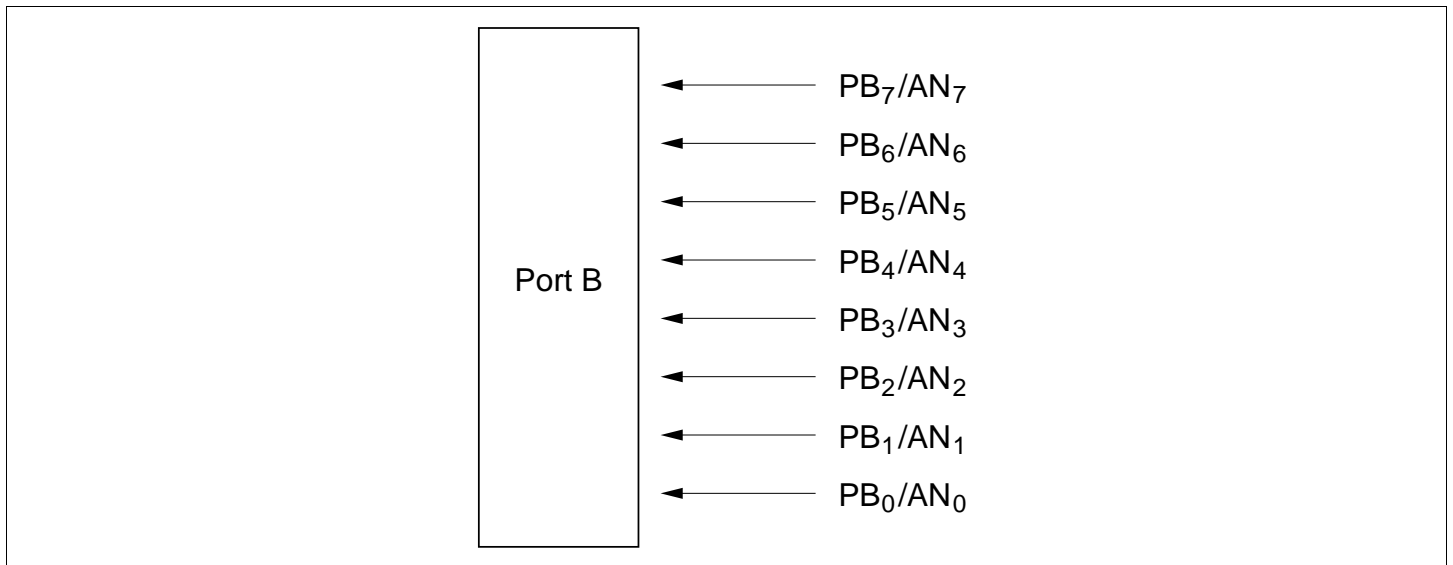 PB₇/AN₇
PB₆/AN₆
PB₅/AN₅
PB₄/AN₄
Port B
PB₃/AN₃
PB₂/AN₂
PB₁/AN₁
PB₀/AN₀